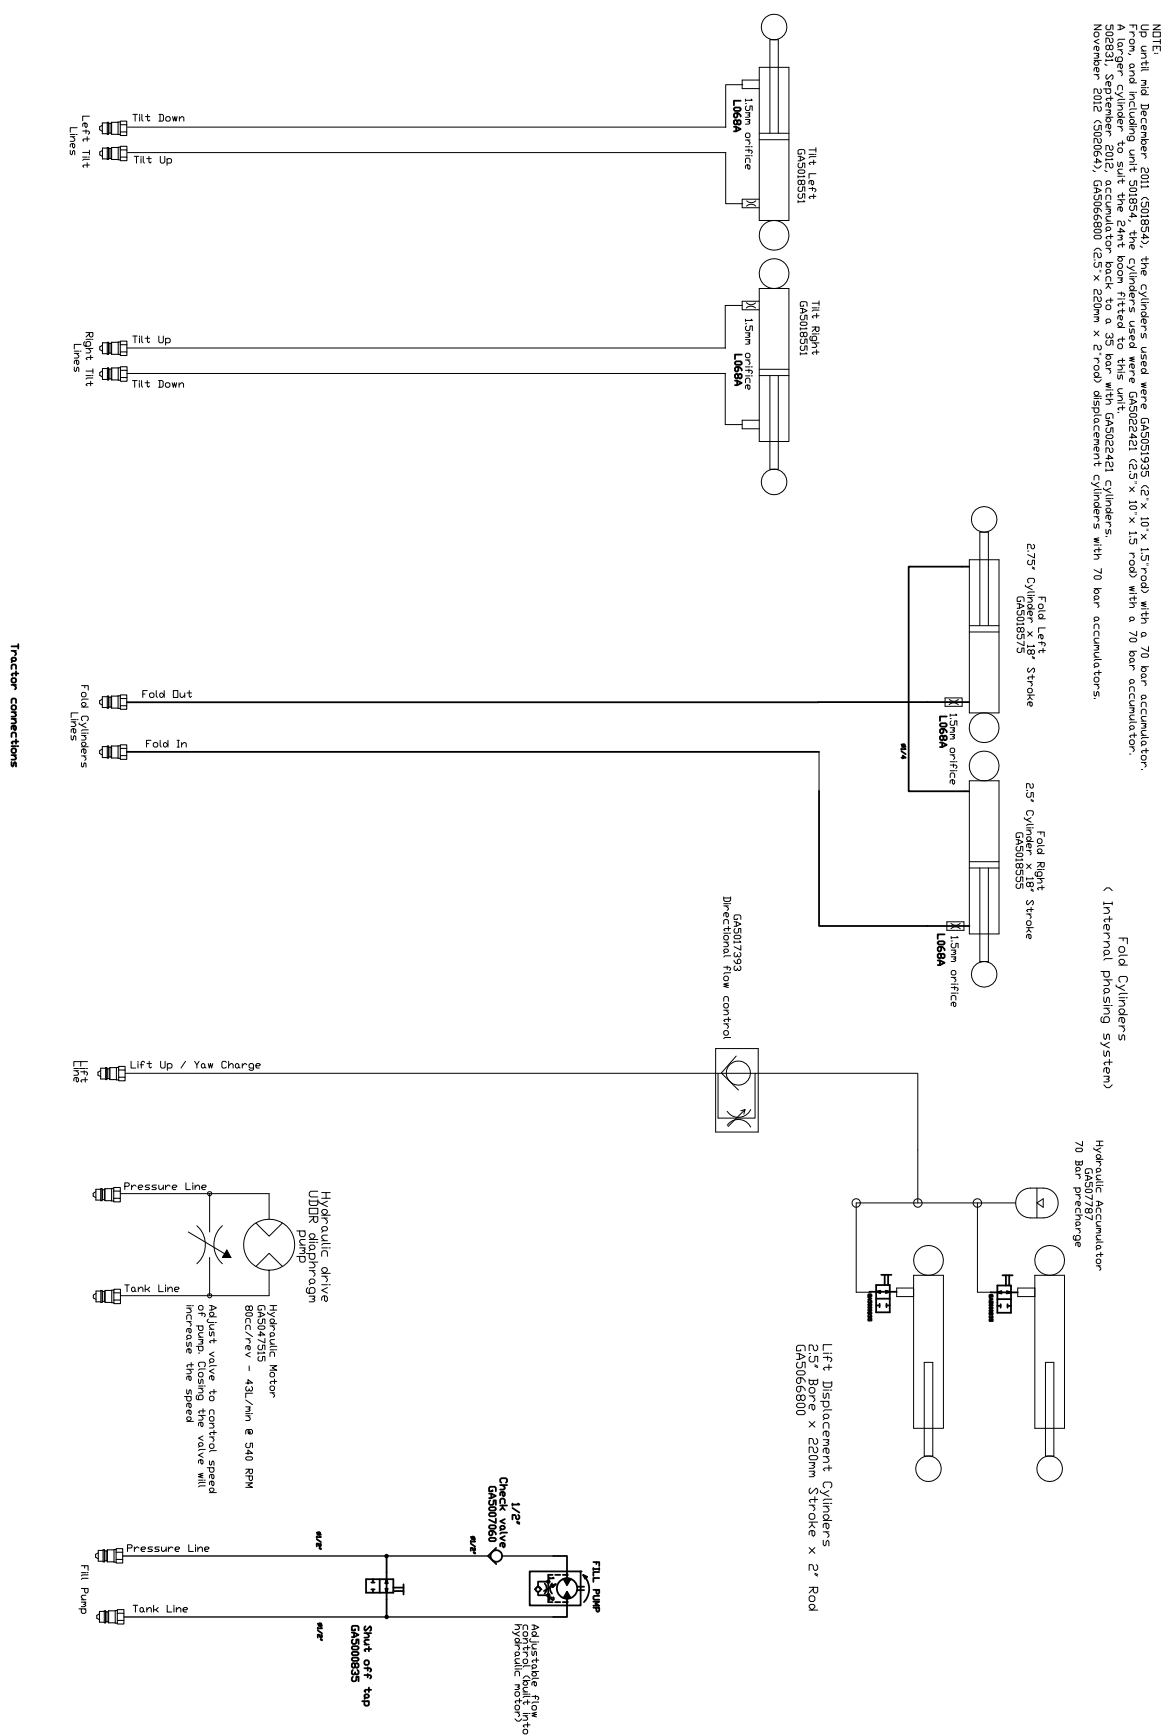 NOTE:
Up until mid December 2011 (501854), the cylinders used were GA5051935 (2"x 10"x 1.5"rod) with a 70 bar accumulator.
From, and including unit 501854, the cylinders used were GA5022421 (2.5"x 10"x 1.5 rod) with a 70 bar accumulator.
A larger cylinder to suit the 24mt boom fitted to this unit.
502831, September 2012, accumulator back to a 35 bar with GA5022421 cylinders.
November 2012 (502064), GA5066800 (2.5"x 220mm x 2"rod) displacement cylinders with 70 bar accumulators.
Tilt Left
GA5018551
1.5mm orifice
L068A
Tilt Down
Tilt Up
Left Tilt
Lines
Tilt Right
GA5018551
1.5mm orifice
L068A
Tilt Up
Tilt Down
Right Tilt
Lines
Fold Cylinders
( Internal phasing system)
Fold Left
2.75" Cylinder x 18" Stroke
GA5018575
1.5mm orifice
L068A
ø1/4
Fold Right
2.5" Cylinder x 18" Stroke
GA5018555
1.5mm orifice
L068A
Fold Out
Fold In
Fold Cylinders
Lines
Tractor connections
GA5017393
Directional flow control
Lift Up / Yaw Charge
Lift
Line
Hydraulic Accumulator
GA507787
70 Bar precharge
Lift Displacement Cylinders
2.5" Bore x 220mm Stroke x 2" Rod
GA5066800
Hydraulic drive
UDOR diaphragm
pump
Pressure Line
Tank Line
Hydraulic Motor
GA5047515
80cc/rev - 43L/min @ 540 RPM
Adjust valve to control speed
of pump. Closing the valve will
increase the speed
1/2"
Check valve
GA5007060
FILL PUMP
Adjustable flow
control (built into
hydraulic motor)
Pressure Line
ø1/2"
ø1/2"
Tank Line
ø1/2"
Fill Pump
Shut off tap
GA5000835